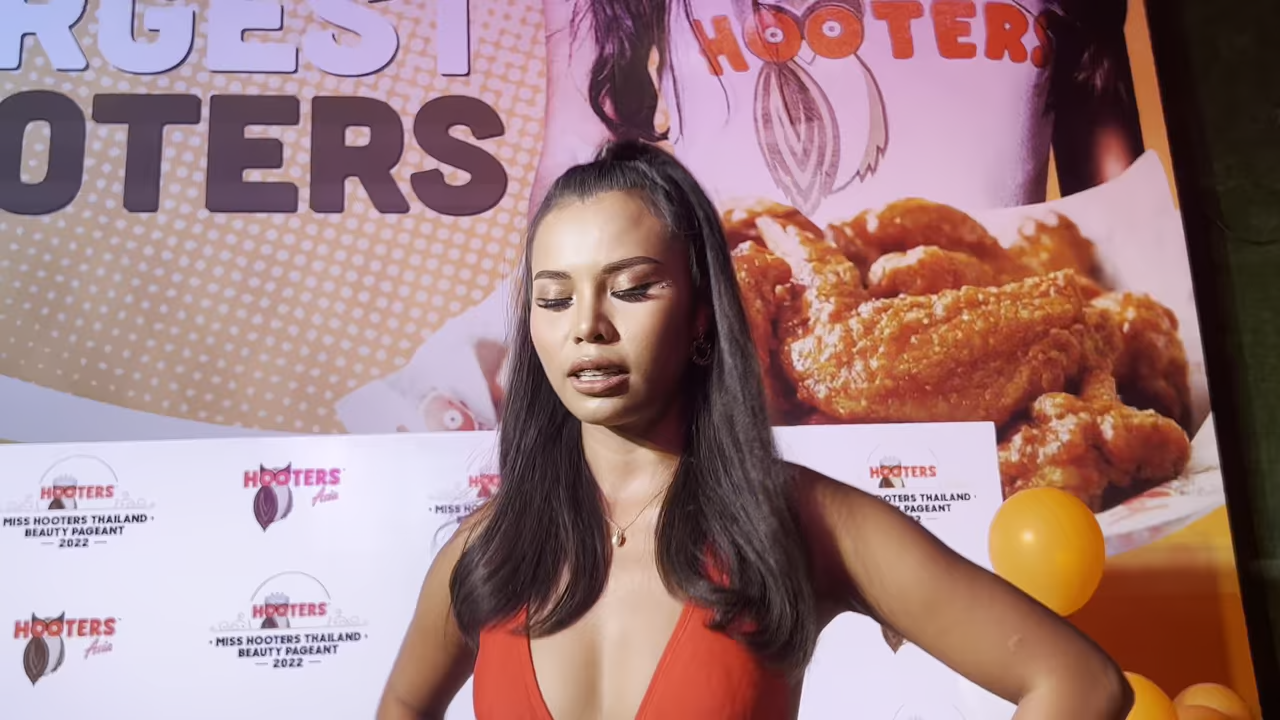 RGEST
OTERS
HOOTERS
HOOTERS
MISS HOOTERS THAILAND
BEAUTY PAGEANT
2022
HOOTERS
Asia
HOOTERS
OTERS THAILAND
HOOTERS
Asia
HOOTERS
MISS HOOTERS THAILAND
BEAUTY PAGEANT
2022